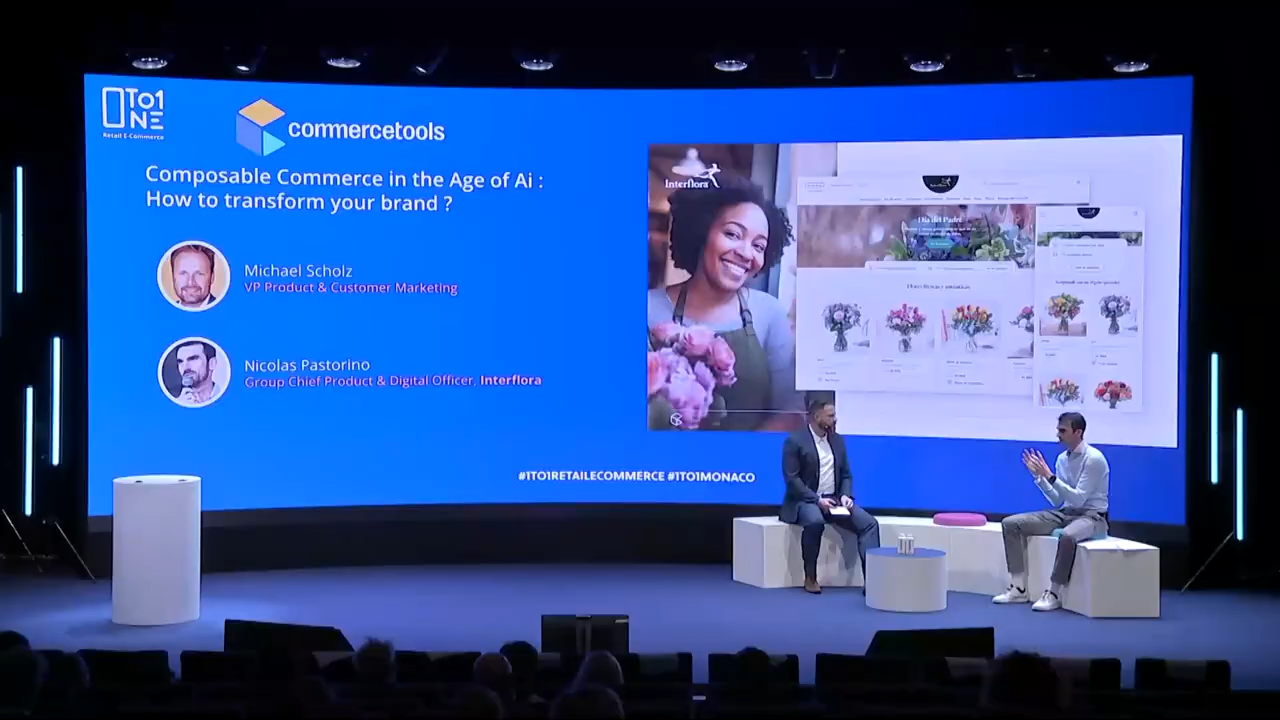 1To1
ONE
Retail E-Commerce
commercetools
Composable Commerce in the Age of Ai :
How to transform your brand ?
Michael Scholz
VP Product & Customer Marketing
Nicolas Pastorino
Group Chief Product & Digital Officer, Interflora
Interflora
Día del Padre
#1TO1RETAILECOMMERCE #1TO1MONACO